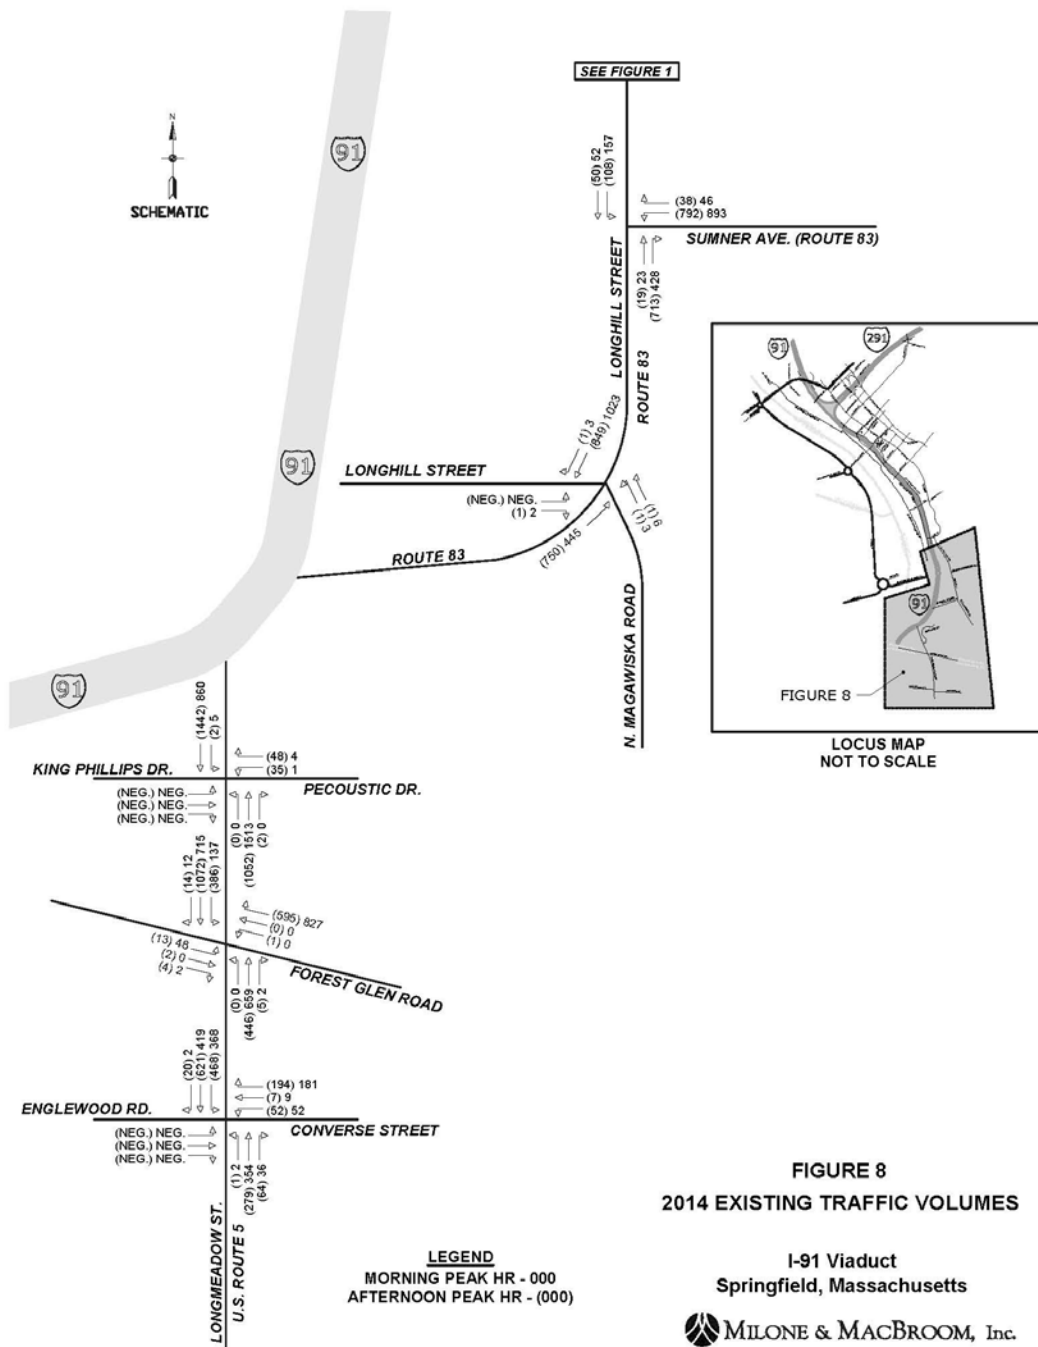 SEE FIGURE 1
N
SCHEMATIC
91
(50) 52
(108) 157
(38) 46
(792) 893
SUMNER AVE. (ROUTE 83)
(19) 23
(713) 428
LONGHILL STREET
ROUTE 83
91
291
91
(1) 3
(849) 1023
LONGHILL STREET
(NEG.) NEG.
(1) 2
(750) 445
(1) 6
(1) 3
ROUTE 83
N. MAGAWISKA ROAD
91
FIGURE 8
LOCUS MAP
NOT TO SCALE
91
(1442) 860
(2) 5
(48) 4
(35) 1
KING PHILLIPS DR.
PECOUSTIC DR.
(NEG.) NEG.
(NEG.) NEG.
(NEG.) NEG.
(0) 0
(1052) 1513
(2) 0
(14) 12
(1072) 715
(386) 137
(595) 827
(0) 0
(1) 0
(13) 46
(2) 0
(4) 2
FOREST GLEN ROAD
(0) 0
(446) 659
(5) 2
(20) 2
(621) 419
(468) 368
(194) 181
(7) 9
(52) 52
ENGLEWOOD RD.
CONVERSE STREET
(NEG.) NEG.
(NEG.) NEG.
(NEG.) NEG.
(1) 2
(279) 354
(64) 36
LONGMEADOW ST.
U.S. ROUTE 5
LEGEND
MORNING PEAK HR - 000
AFTERNOON PEAK HR - (000)
FIGURE 8
2014 EXISTING TRAFFIC VOLUMES
I-91 Viaduct
Springfield, Massachusetts
MILONE & MACBROOM, Inc.